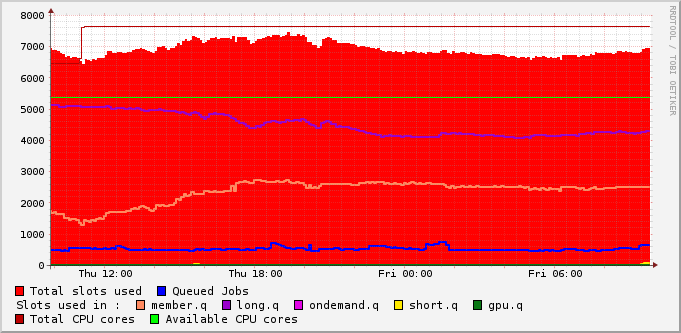 8000
7000
6000
5000
4000
3000
2000
1000
0
Thu 12:00 Thu 18:00 Fri 00:00 Fri 06:00
Total slots used Queued Jobs
Slots used in : member.q long.q ondemand.q short.q gpu.q
Total CPU cores Available CPU cores
RRDTOOL / TOBI OETIKER